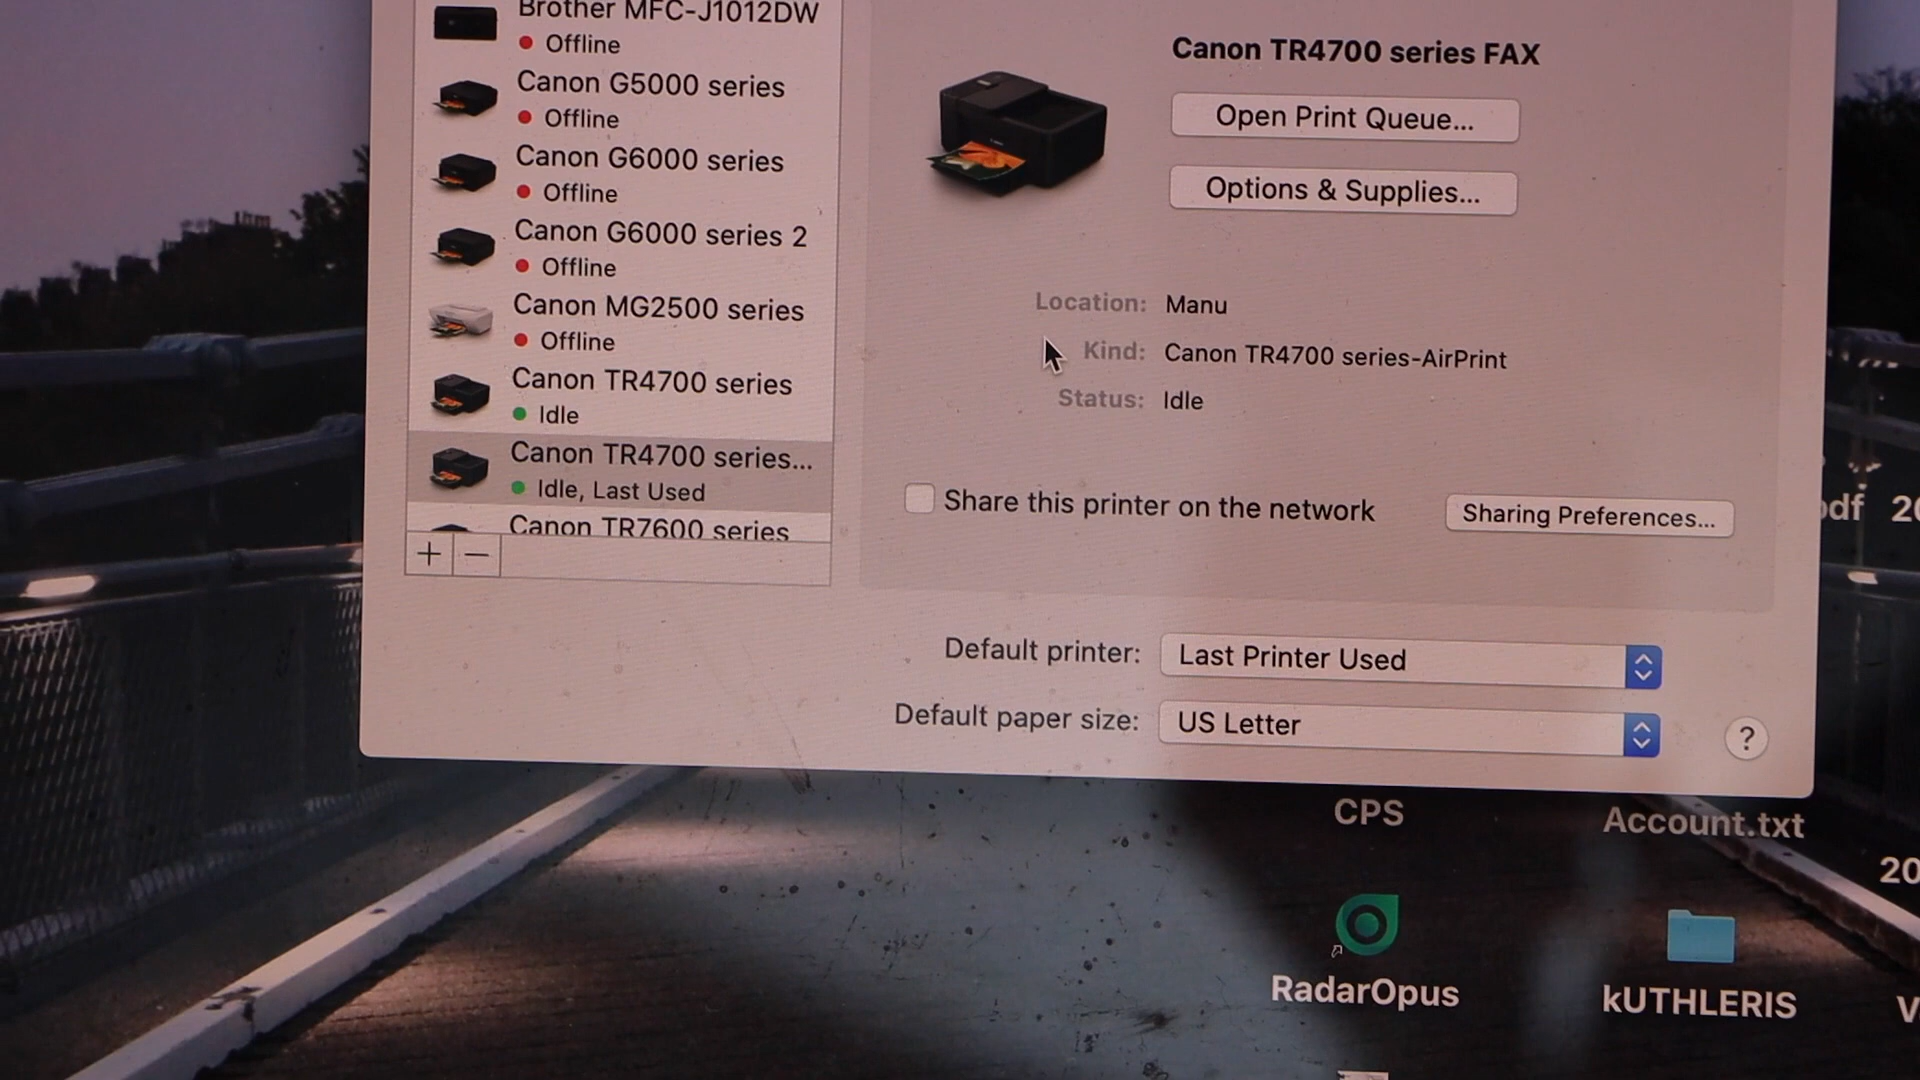 Brother MFC-J1012DW
Offline
Canon G5000 series
Offline
Canon G6000 series
Offline
Canon G6000 series 2
Offline
Canon MG2500 series
Offline
Canon TR4700 series
Idle
Canon TR4700 series...
Idle, Last Used
Canon TR7600 series
+ −
Canon TR4700 series FAX
Open Print Queue...
Options & Supplies...
Location: Manu
Kind: Canon TR4700 series-AirPrint
Status: Idle
Share this printer on the network
Sharing Preferences...
Default printer: Last Printer Used
Default paper size: US Letter
?
CPS
Account.txt
RadarOpus
kUTHLERIS
20